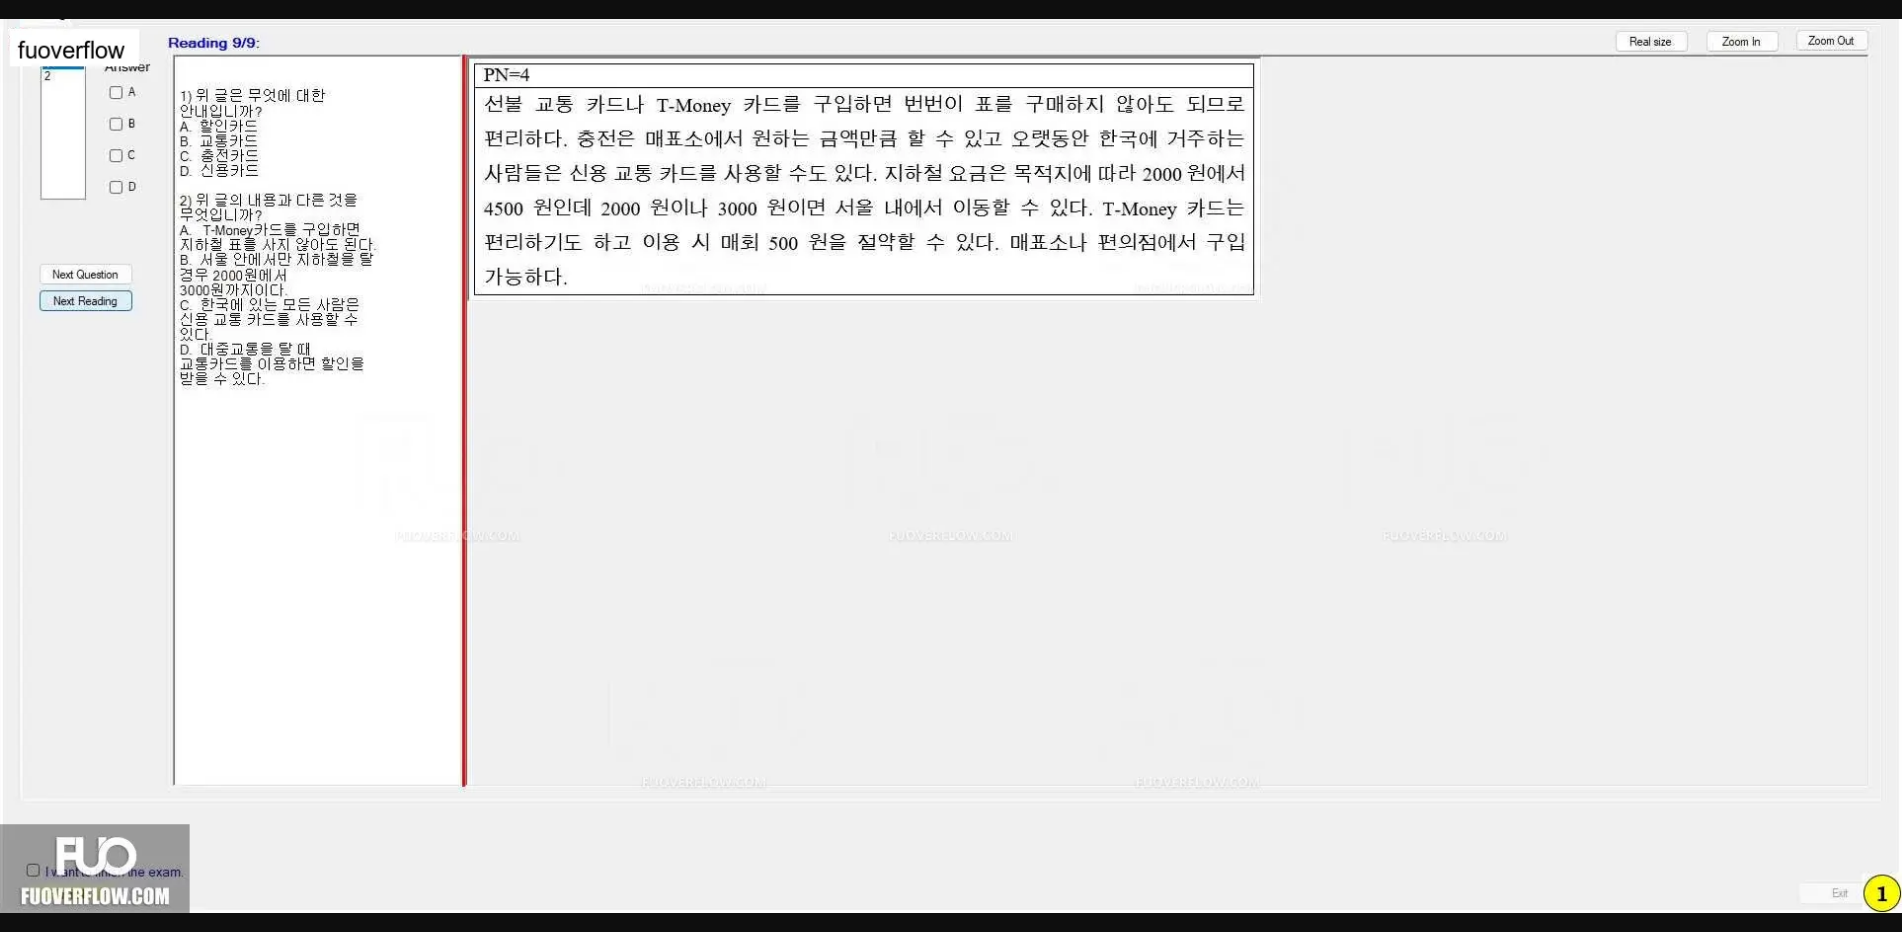 fuoverflow
Reading 9/9:
Real size
Zoom In
Zoom Out
2
Answer
A
B
C
D
Next Question
Next Reading
1) 위 글은 무엇에 대한
안내입니까?
A. 할인카드
B. 교통카드
C. 충전카드
D. 신용카드
2) 위 글의 내용과 다른 것을
무엇입니까?
A. T-Money카드를 구입하면
지하철 표를 사지 않아도 된다.
B. 서울 안에서만 지하철을 탈
경우 2000원에서
3000원까지이다.
C. 한국에 있는 모든 사람은
신용 교통 카드를 사용할 수
있다.
D. 대중교통을 탈 때
교통카드를 이용하면 할인을
받을 수 있다.
PN=4
선불 교통 카드나 T-Money 카드를 구입하면 번번이 표를 구매하지 않아도 되므로
편리하다. 충전은 매표소에서 원하는 금액만큼 할 수 있고 오랫동안 한국에 거주하는
사람들은 신용 교통 카드를 사용할 수도 있다. 지하철 요금은 목적지에 따라 2000 원에서
4500 원인데 2000 원이나 3000 원이면 서울 내에서 이동할 수 있다. T-Money 카드는
편리하기도 하고 이용 시 매회 500 원을 절약할 수 있다. 매표소나 편의점에서 구입
가능하다.
FUOVERFLOW.COM
FUOVERFLOW.COM
FUOVERFLOW.COM
FUOVERFLOW.COM
FUOVERFLOW.COM
FUO
I want to finish the exam.
FUOVERFLOW.COM
Exit
1